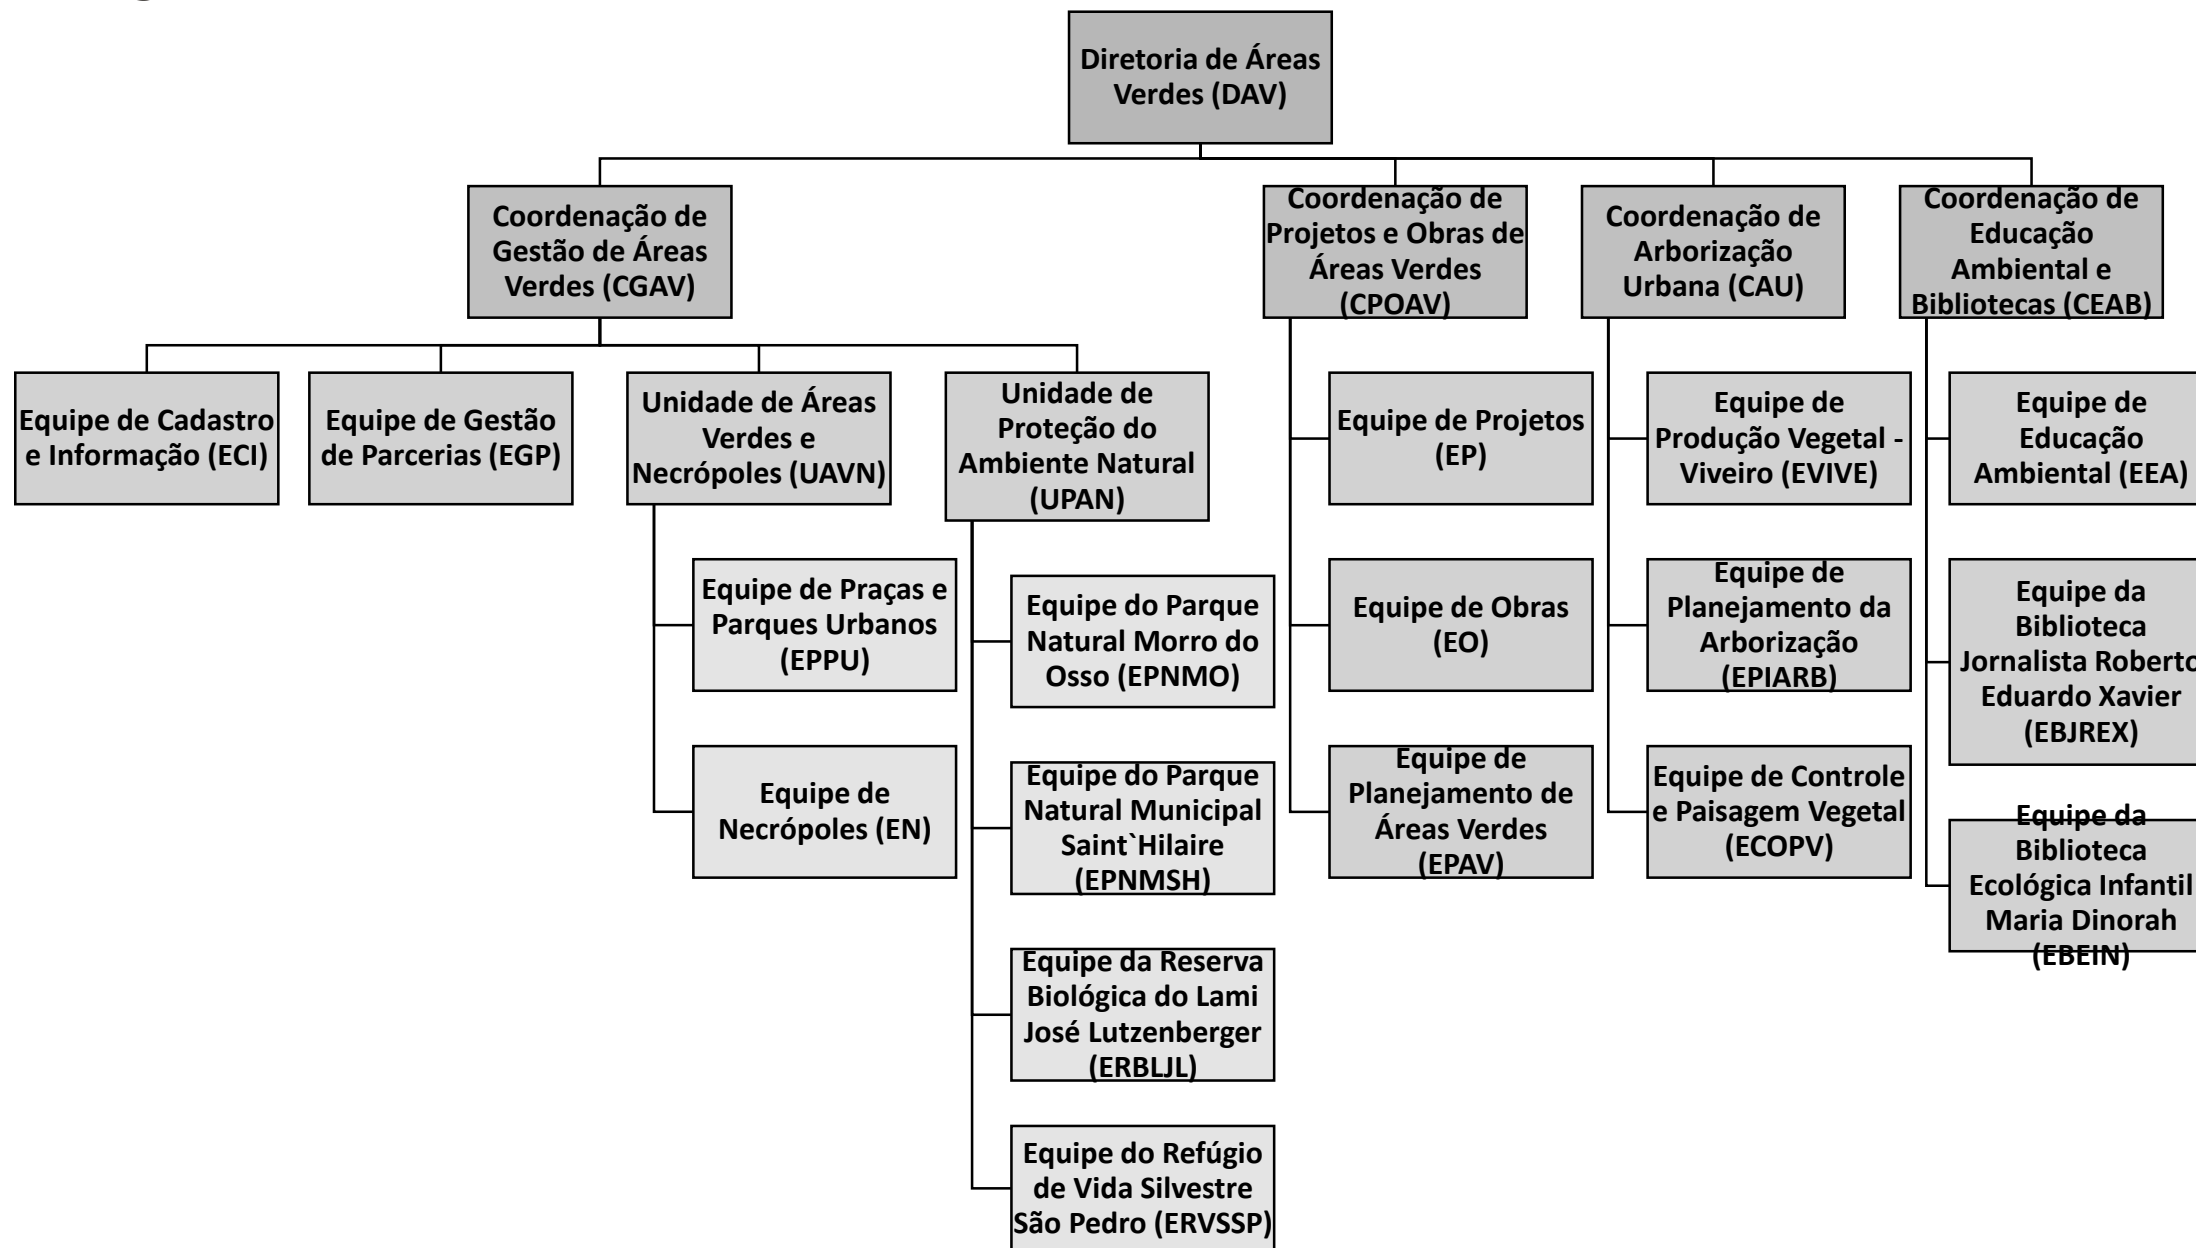 Diretoria de Áreas
Verdes (DAV)
Coordenação de
Gestão de Áreas
Verdes (CGAV)
Coordenação de
Projetos e Obras de
Áreas Verdes
(CPOAV)
Coordenação de
Arborização
Urbana (CAU)
Coordenação de
Educação
Ambiental e
Bibliotecas (CEAB)
Equipe de Cadastro
e Informação (ECI)
Equipe de Gestão
de Parcerias (EGP)
Unidade de Áreas
Verdes e
Necrópoles (UAVN)
Unidade de
Proteção do
Ambiente Natural
(UPAN)
Equipe de Projetos
(EP)
Equipe de
Produção Vegetal -
Viveiro (EVIVE)
Equipe de
Educação
Ambiental (EEA)
Equipe de Praças e
Parques Urbanos
(EPPU)
Equipe do Parque
Natural Morro do
Osso (EPNMO)
Equipe de Obras
(EO)
Equipe de
Planejamento da
Arborização
(EPIARB)
Equipe da
Biblioteca
Jornalista Roberto
Eduardo Xavier
(EBJREX)
Equipe de
Necrópoles (EN)
Equipe do Parque
Natural Municipal
Saint`Hilaire
(EPNMSH)
Equipe de
Planejamento de
Áreas Verdes
(EPAV)
Equipe de Controle
e Paisagem Vegetal
(ECOPV)
Equipe da
Biblioteca
Ecológica Infantil
Maria Dinorah
(EBEIN)
Equipe da Reserva
Biológica do Lami
José Lutzenberger
(ERBLJL)
Equipe do Refúgio
de Vida Silvestre
São Pedro (ERVSSP)